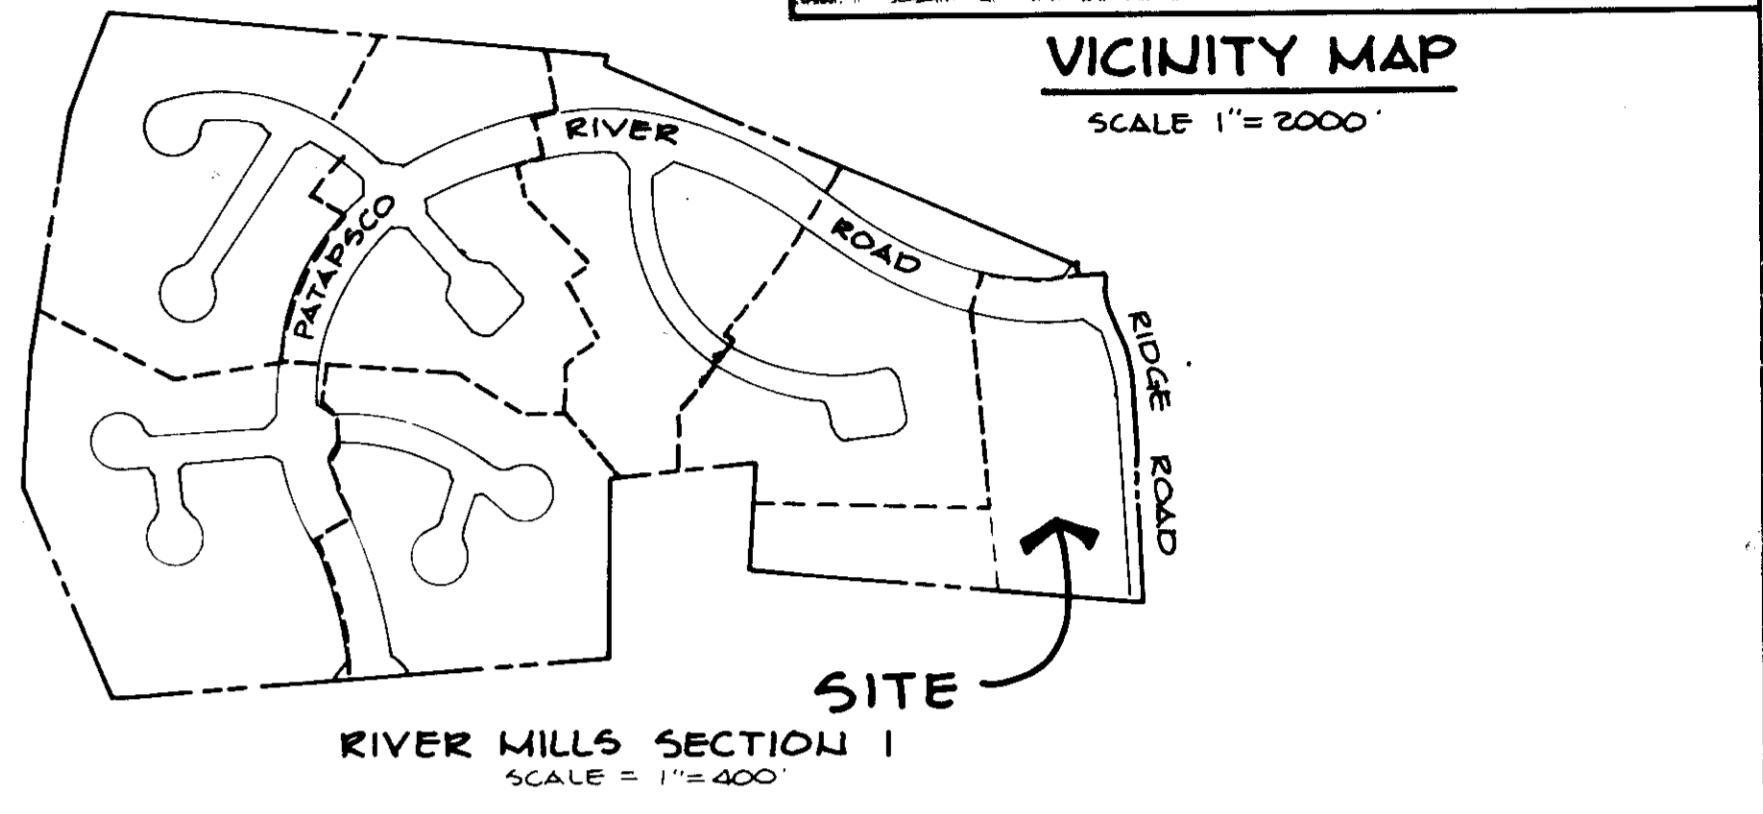 VICINITY MAP
SCALE 1"= 2000'
RIVER
PATAPSCO
ROAD
RIDGE ROAD
SITE
RIVER MILLS SECTION 1
SCALE = 1"= 400'